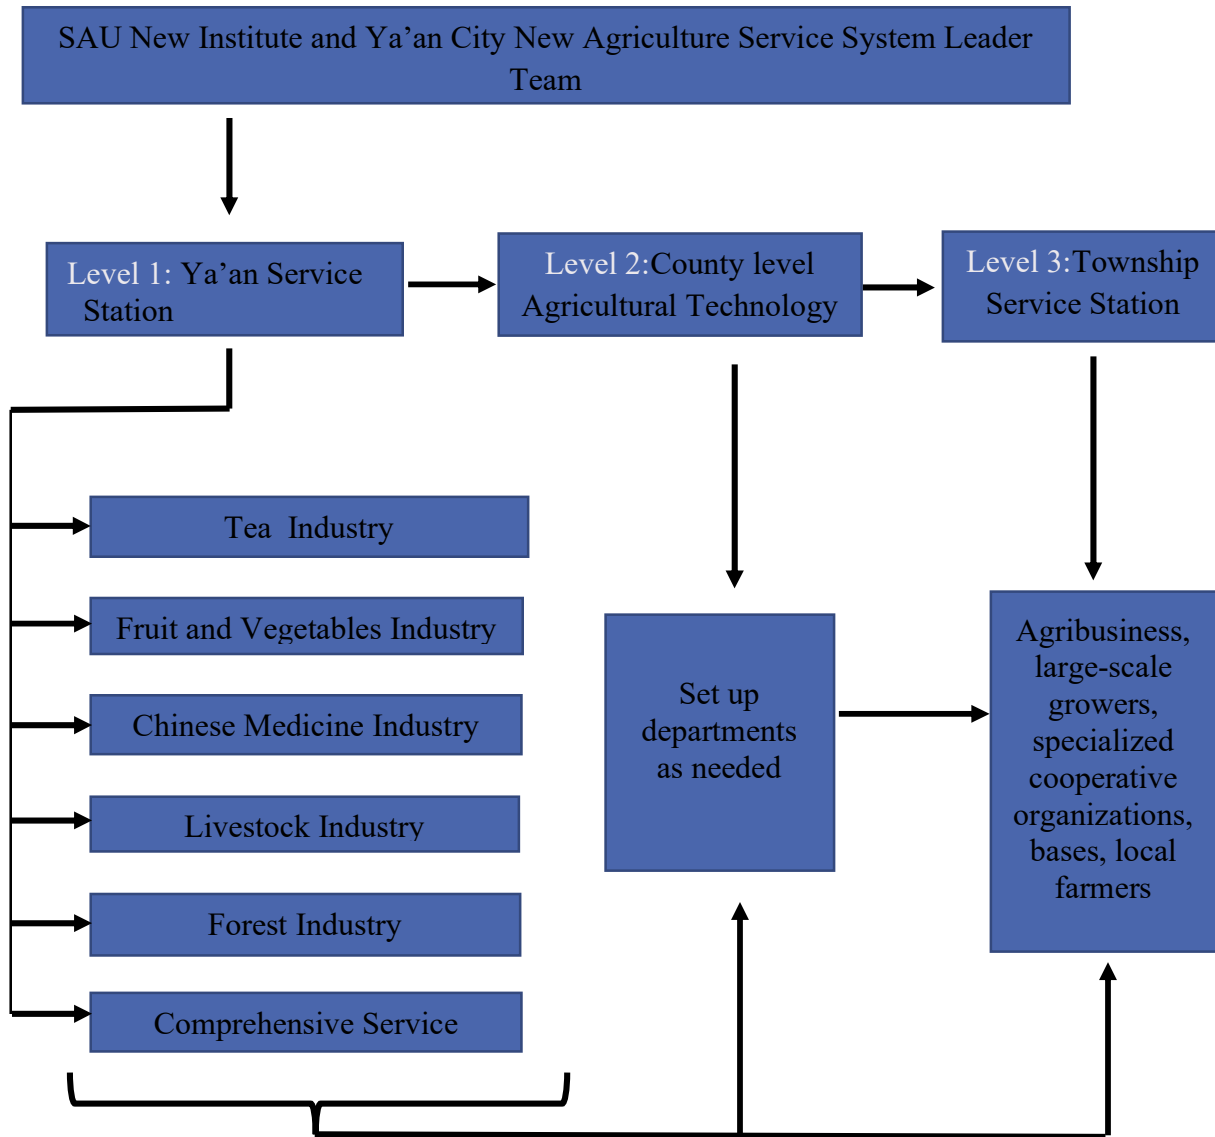 SAU New Institute and Ya’an City New Agriculture Service System Leader
Team
Level 1: Ya’an Service
Station
Level 2:County level
Agricultural Technology
Level 3:Township
Service Station
Tea Industry
Fruit and Vegetables Industry
Chinese Medicine Industry
Livestock Industry
Forest Industry
Comprehensive Service
Set up
departments
as needed
Agribusiness,
large-scale
growers,
specialized
cooperative
organizations,
bases, local
farmers